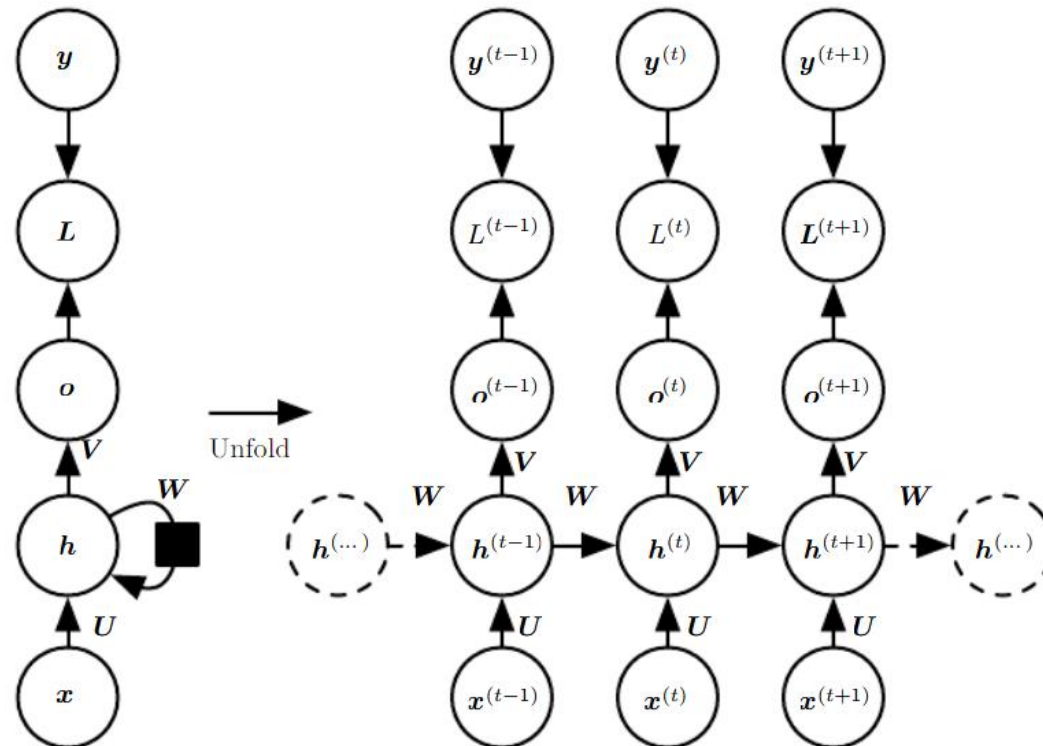 y y^(t−1) y^(t) y^(t+1)
L L^(t−1) L^(t) L^(t+1)
o o^(t−1) o^(t) o^(t+1)
Unfold
V V V V
W W W W W
h h^(...) h^(t−1) h^(t) h^(t+1) h^(...)
U U U U
x x^(t−1) x^(t) x^(t+1)